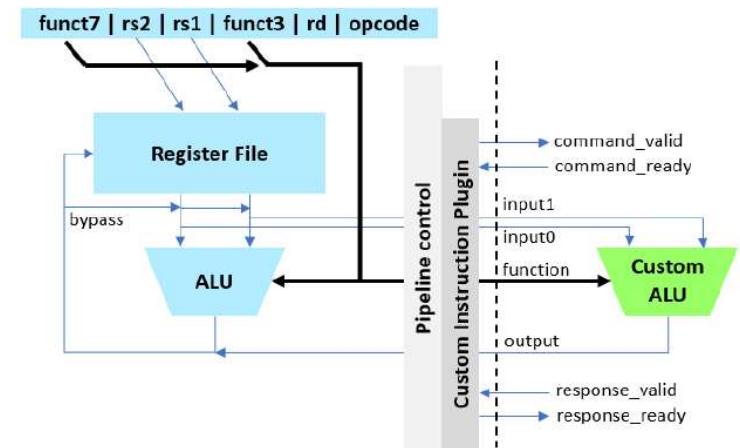 funct7 | rs2 | rs1 | funct3 | rd | opcode
Register File
bypass
ALU
Pipeline control
Custom Instruction Plugin
command_valid
command_ready
input1
input0
function
Custom
ALU
output
response_valid
response_ready